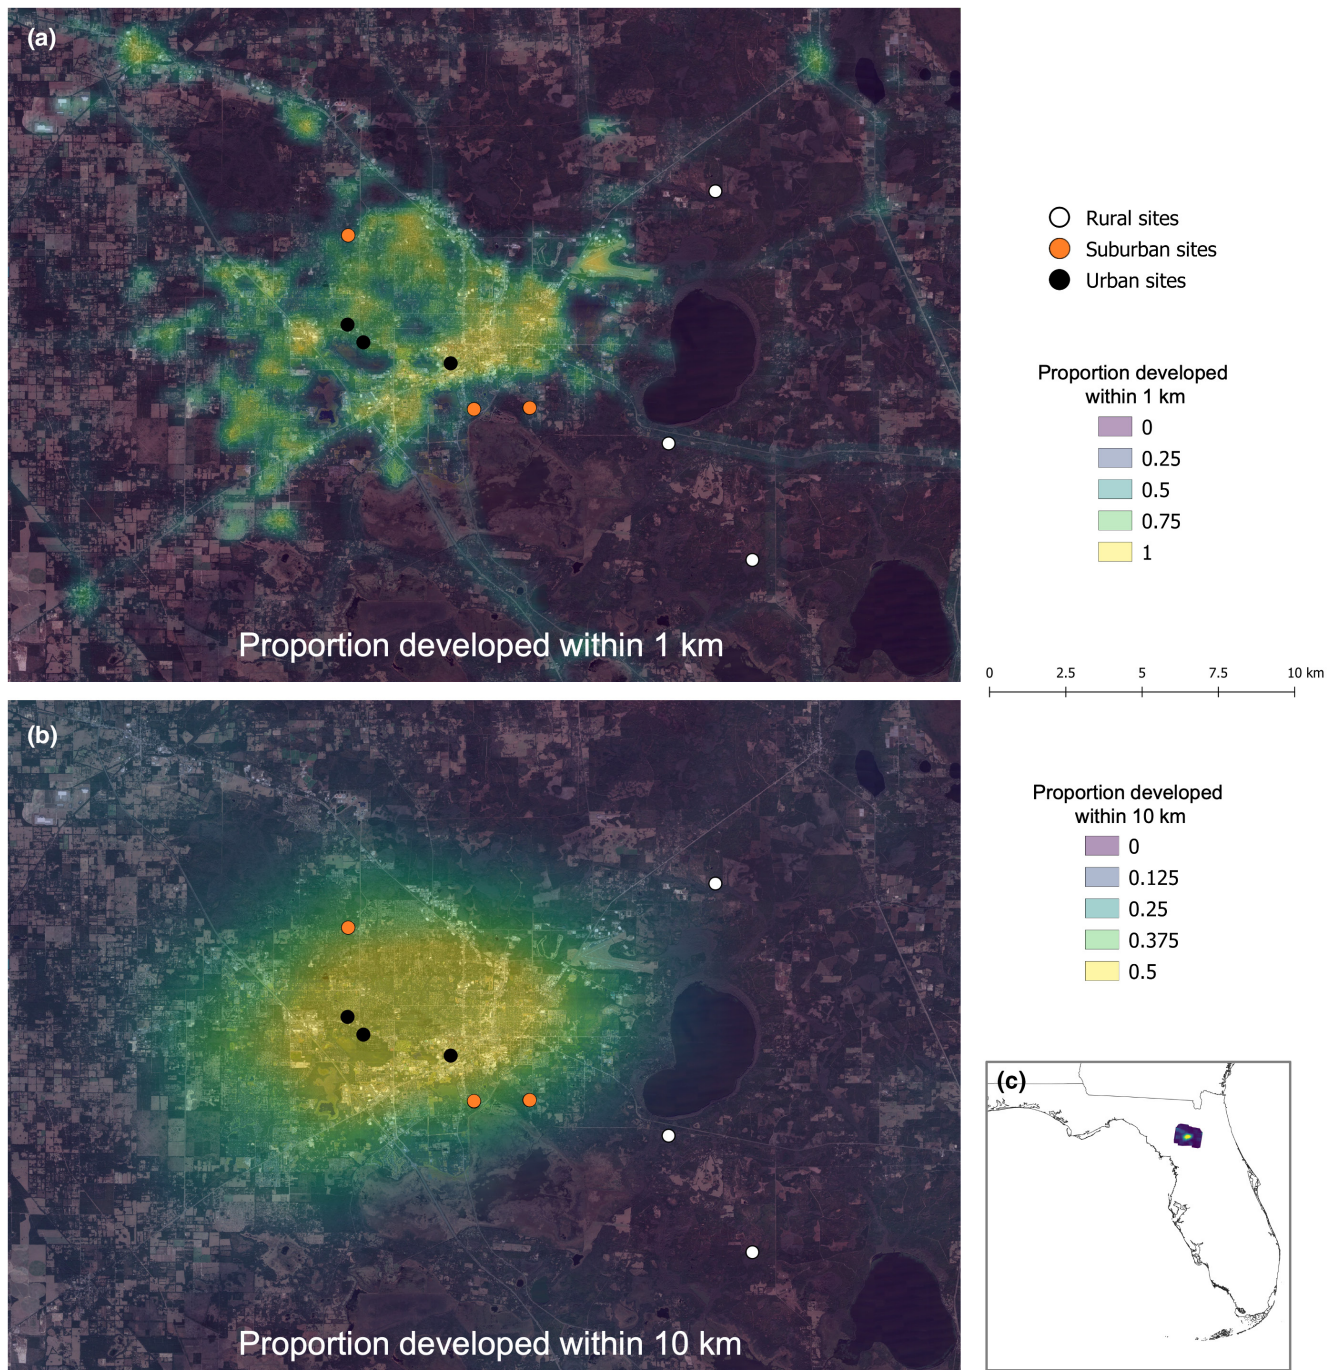 (a)
Proportion developed within 1 km
Rural sites
Suburban sites
Urban sites
Proportion developed
within 1 km
0
0.25
0.5
0.75
1
0 2.5 5 7.5 10 km
(b)
Proportion developed within 10 km
Proportion developed
within 10 km
0
0.125
0.25
0.375
0.5
(c)